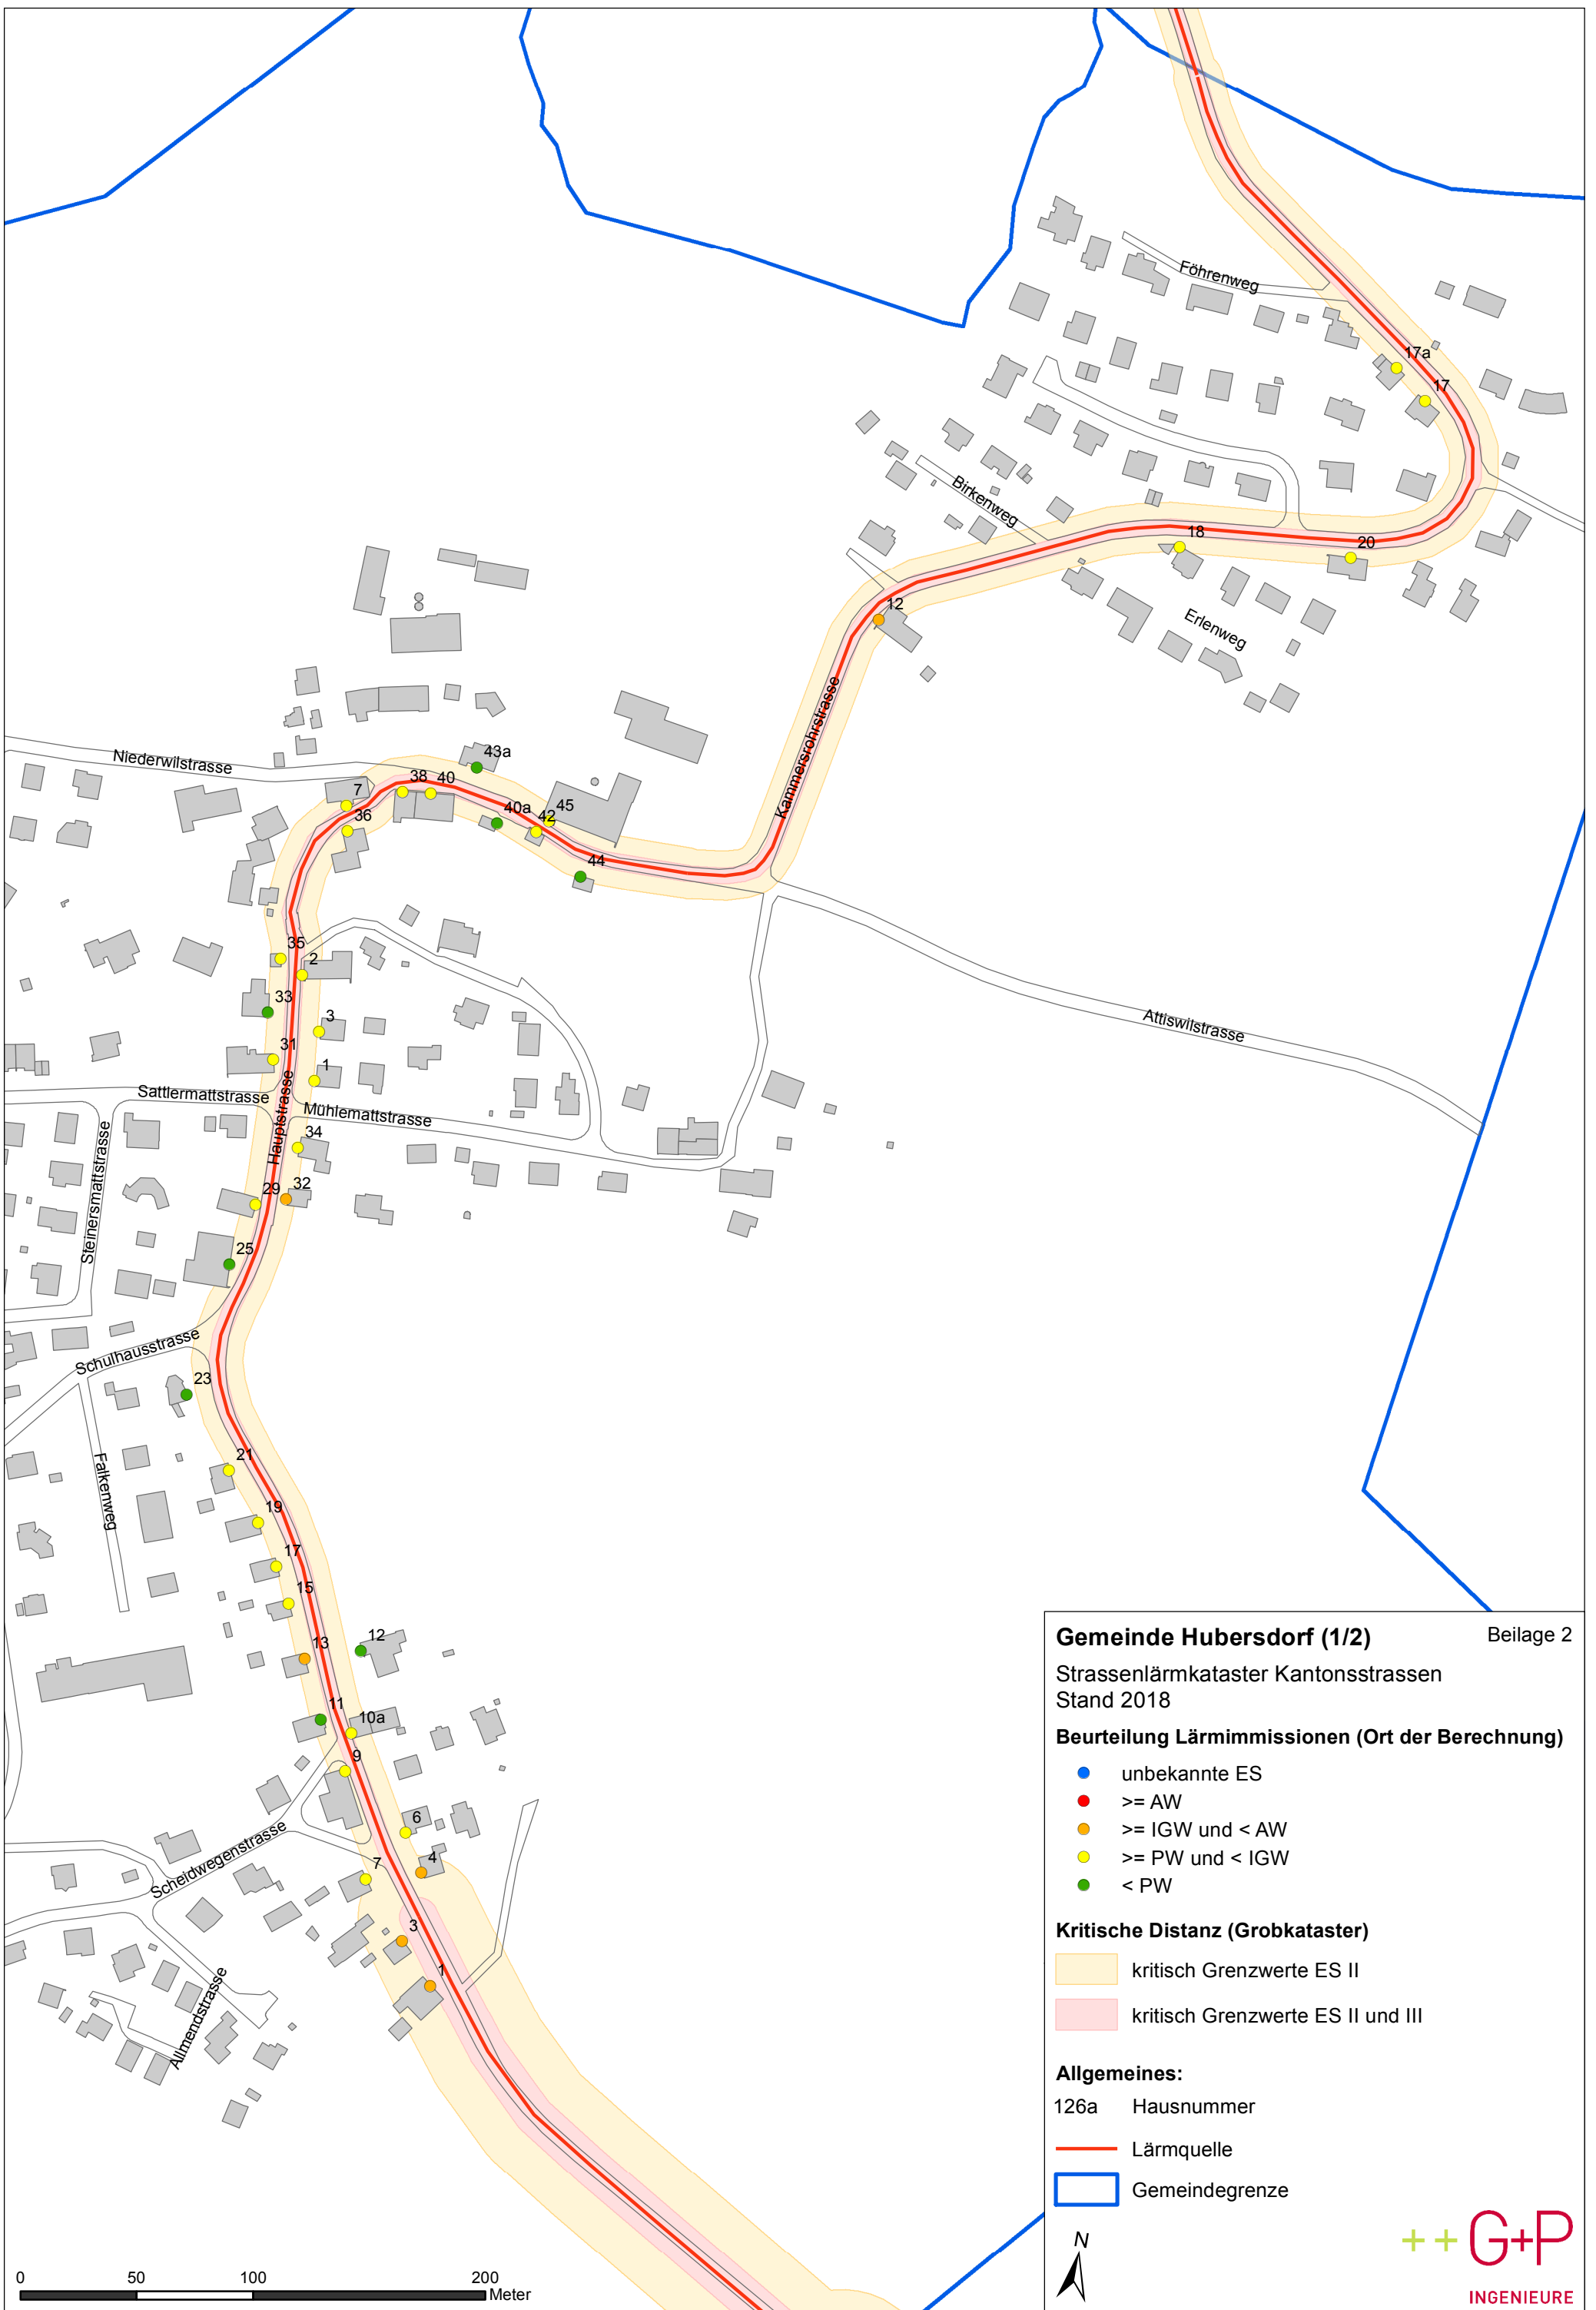 Föhrenweg
17a
17
Birkenweg
18
20
12
Erlenweg
Kammersrohrstrasse
Niederwilstrasse
43a
38
40
7
36
40a
42
45
44
35
2
33
3
31
1
Attiswilstrasse
Sattlermattstrasse
Mühlemattstrasse
Hauptstrasse
34
Steinersmattstrasse
29
32
25
Schulhausstrasse
23
21
Falkenweg
19
17
15
13
12
11
10a
9
6
Scheidwegenstrasse
7
4
3
1
Allmendstrasse
0 50 100 200
Meter
Gemeinde Hubersdorf (1/2) Beilage 2
Strassenlärmkataster Kantonsstrassen
Stand 2018
Beurteilung Lärmimmissionen (Ort der Berechnung)
unbekannte ES
>= AW
>= IGW und < AW
>= PW und < IGW
< PW
Kritische Distanz (Grobkataster)
kritisch Grenzwerte ES II
kritisch Grenzwerte ES II und III
Allgemeines:
126a Hausnummer
Lärmquelle
Gemeindegrenze
N
++G+P
INGENIEURE